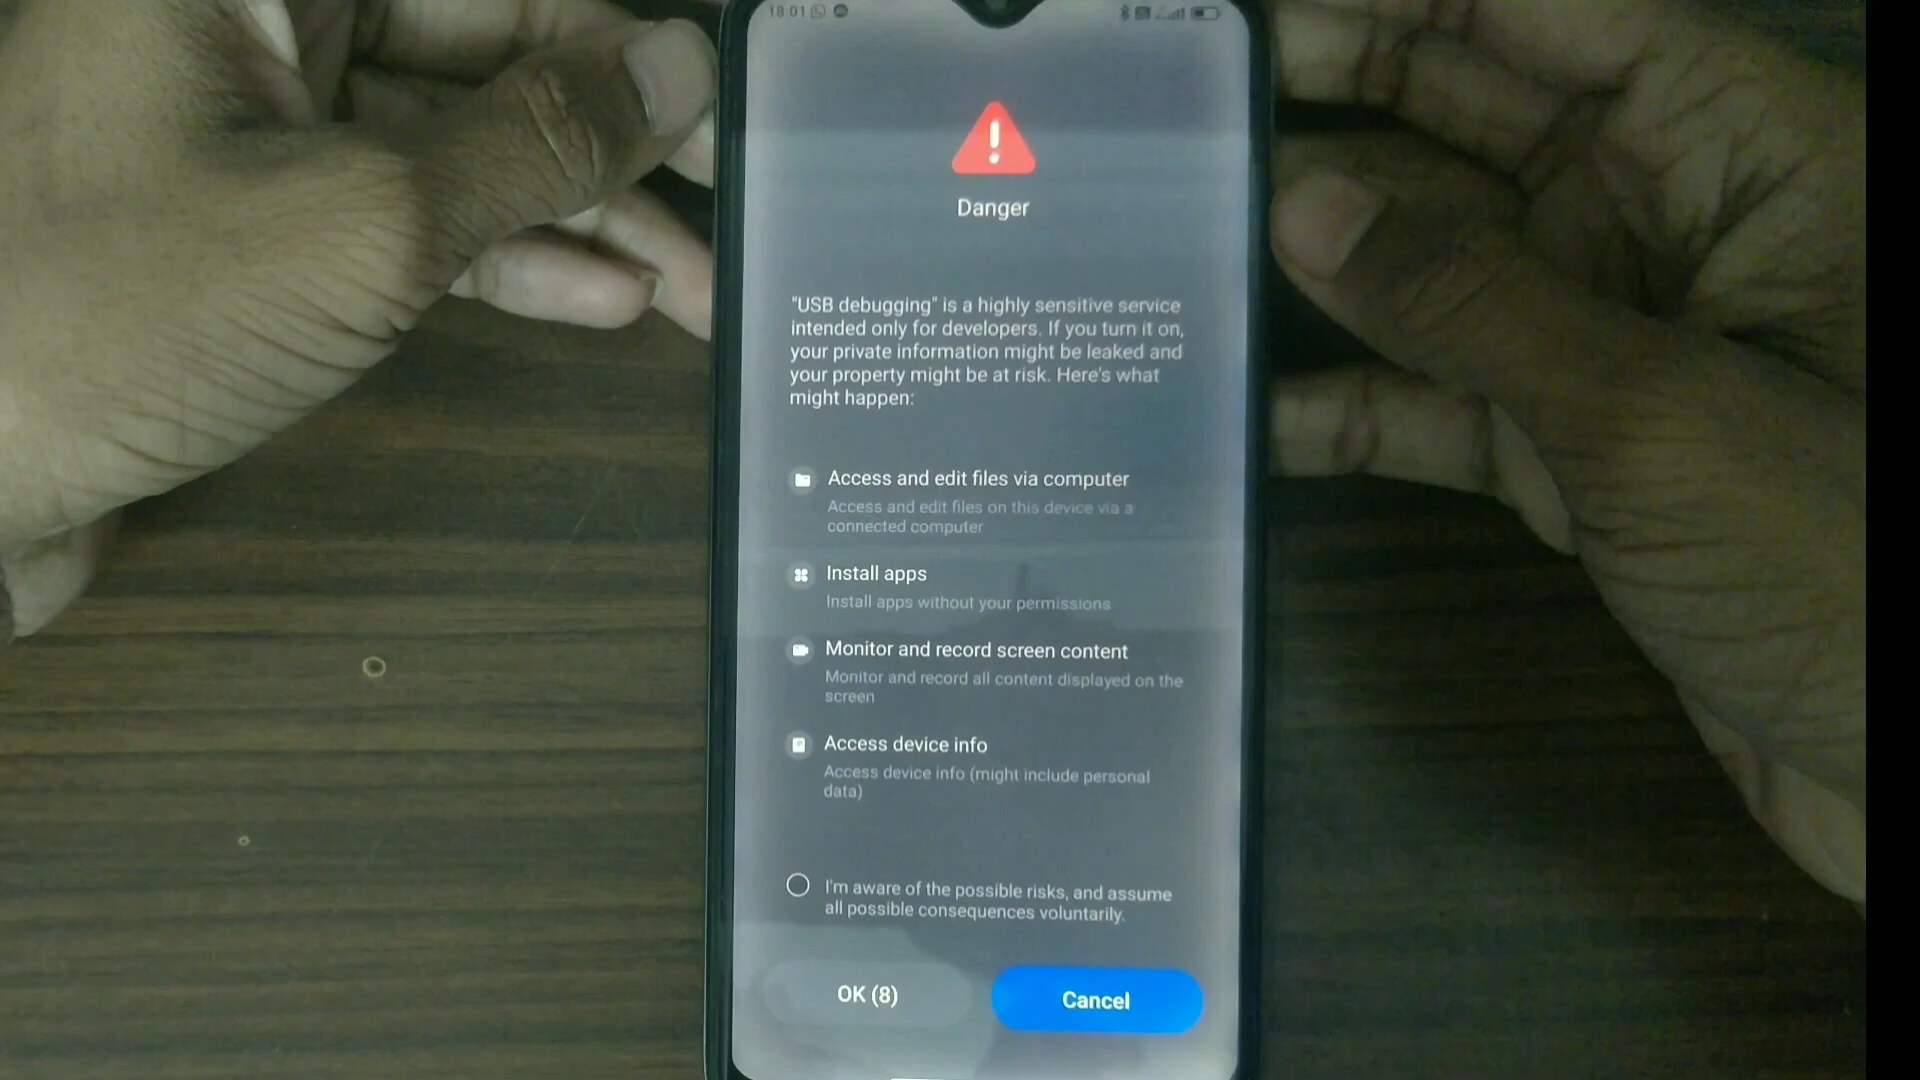 18 01
Danger
"USB debugging" is a highly sensitive service
intended only for developers. If you turn it on,
your private information might be leaked and
your property might be at risk. Here's what
might happen:
Access and edit files via computer
Access and edit files on this device via a
connected computer
Install apps
Install apps without your permissions
Monitor and record screen content
Monitor and record all content displayed on the
screen
Access device info
Access device info (might include personal
data)
I'm aware of the possible risks, and assume
all possible consequences voluntarily.
OK (8)
Cancel